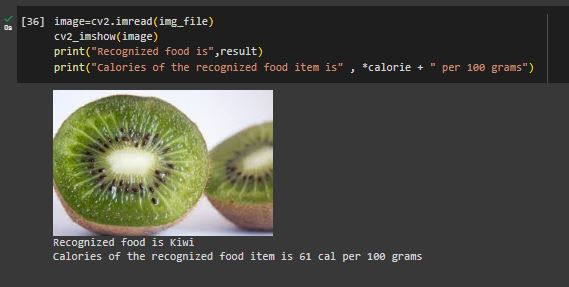 [36] image=cv2.imread(img_file)
cv2_imshow(image)
print("Recognized food is",result)
print("Calories of the recognized food item is" , *calorie + " per 100 grams")
0s
Recognized food is Kiwi
Calories of the recognized food item is 61 cal per 100 grams